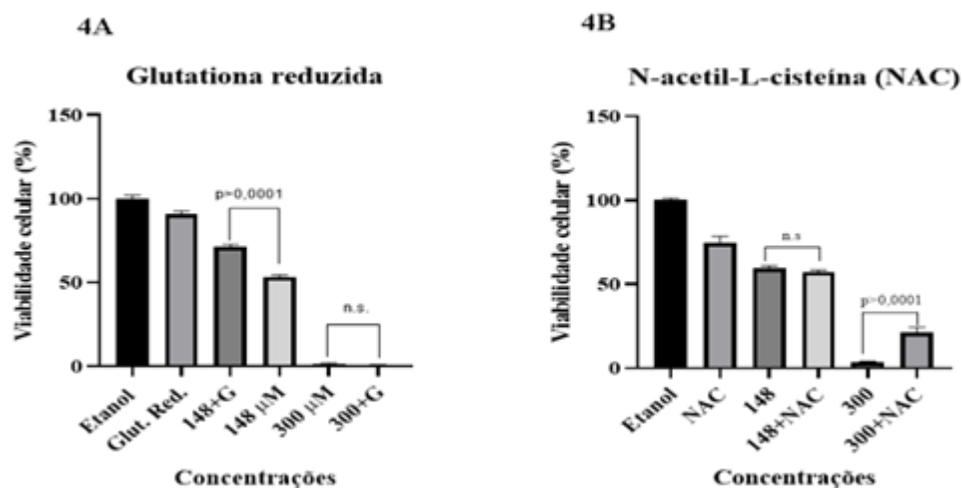 4A
Glutationa reduzida
Viabilidade celular (%)
150
100
50
0
p>0,0001
n.s.
Etanol
Glut. Red.
148+G
148 µM
300 µM
300+G
Concentrações
4B
N-acetil-L-cisteína (NAC)
Viabilidade celular (%)
150
100
50
0
n.s
p>0,0001
Etanol
NAC
148
148+NAC
300
300+NAC
Concentrações